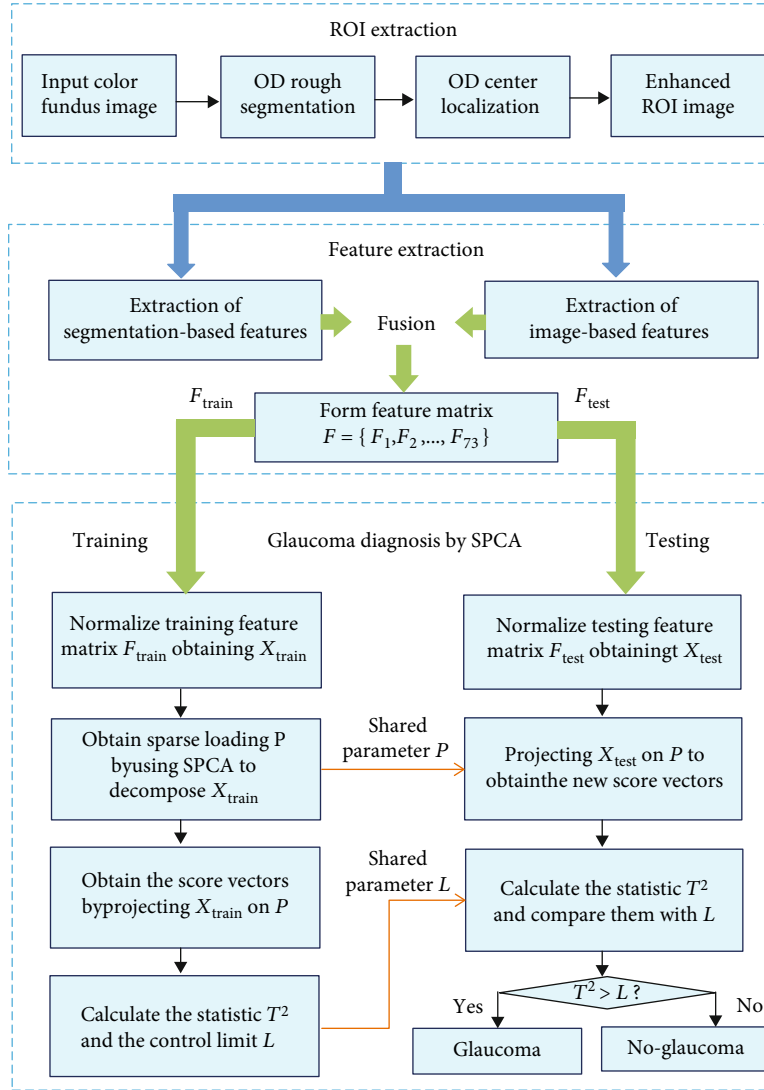 ROI extraction
Input color
fundus image
OD rough
segmentation
OD center
localization
Enhanced
ROI image
Feature extraction
Extraction of
segmentation-based features
Fusion
Extraction of
image-based features
F_train
F_test
Form feature matrix
F = { F_1,F_2 ,..., F_73 }
Training
Glaucoma diagnosis by SPCA
Testing
Normalize training feature
matrix F_train obtaining X_train
Obtain sparse loading P
byusing SPCA to
decompose X_train
Obtain the score vectors
byprojecting X_train on P
Calculate the statistic T²
and the control limit L
Shared
parameter P
Shared
parameter L
Normalize testing feature
matrix F_test obtainingt X_test
Projecting X_test on P to
obtainthe new score vectors
Calculate the statistic T²
and compare them with L
T² > L ?
Yes
No
Glaucoma
No-glaucoma